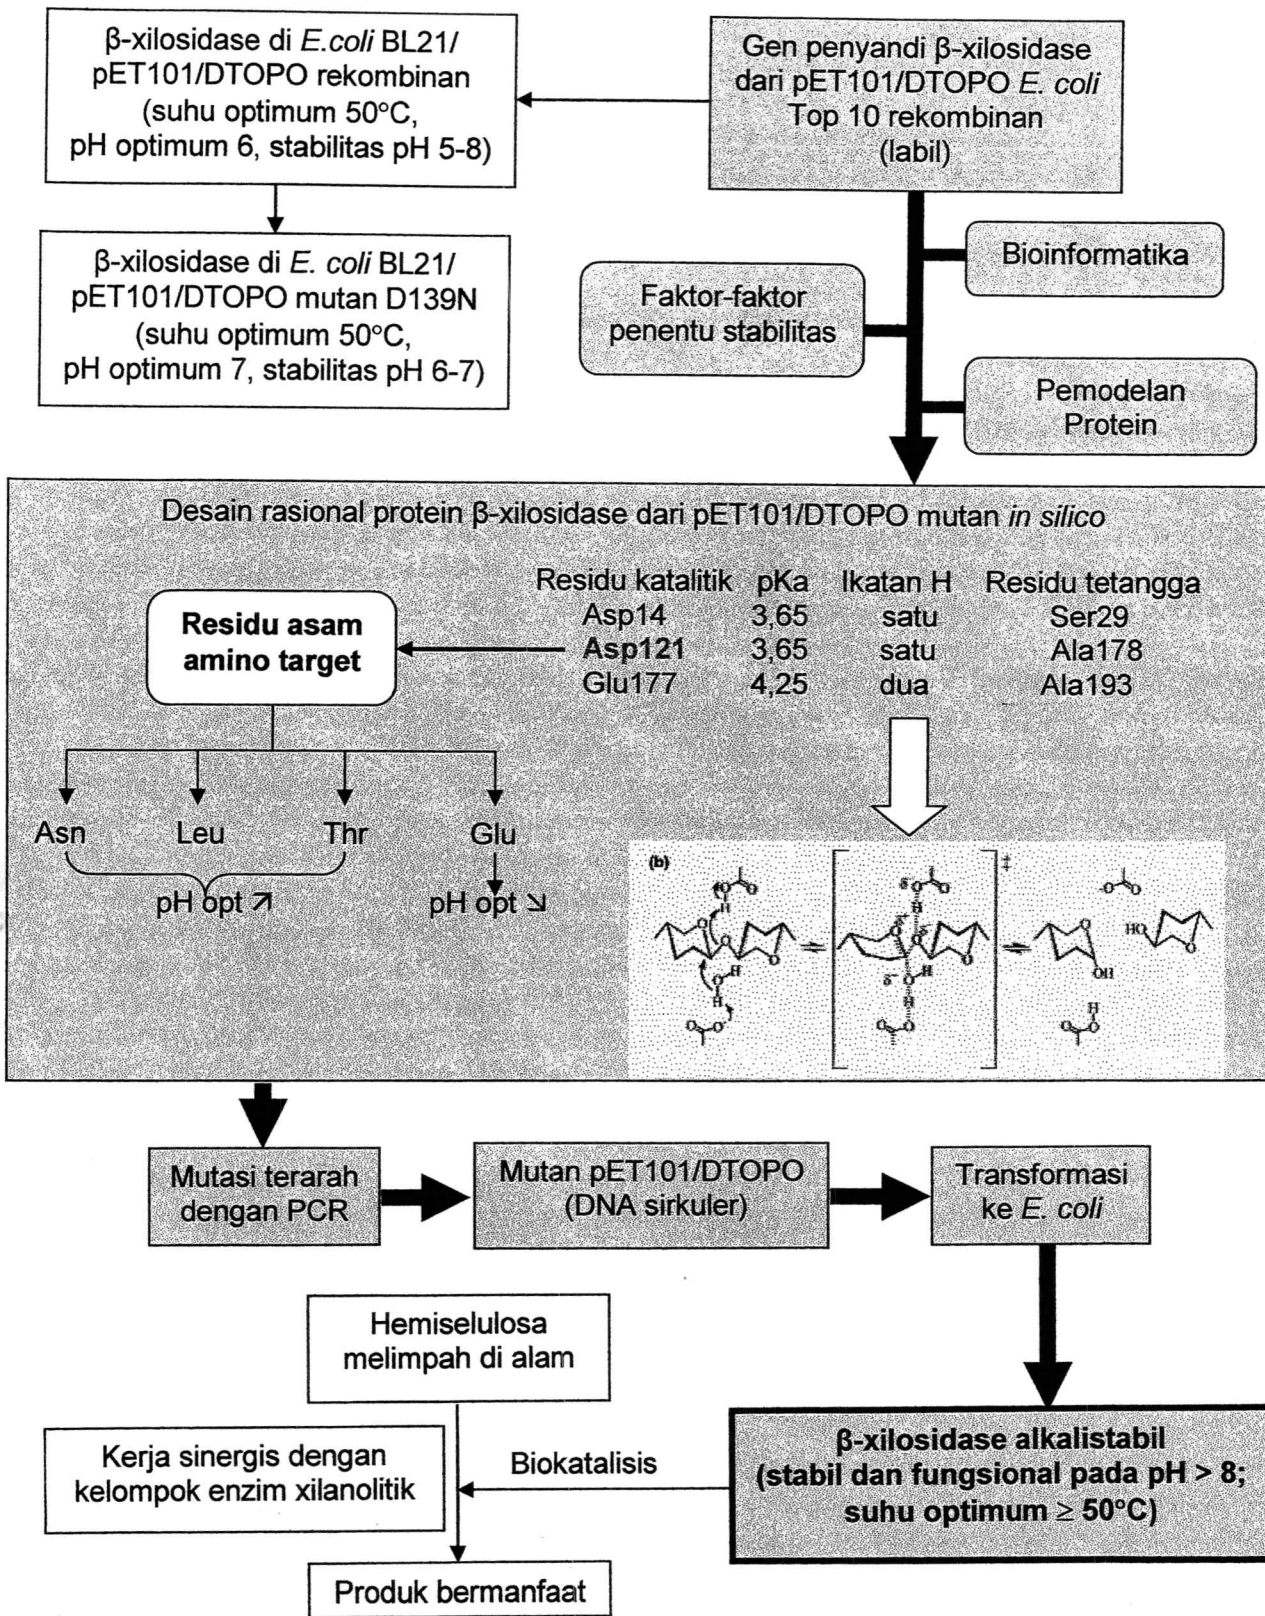 β-xilosidase di E.coli BL21/
pET101/DTOPO rekombinan
(suhu optimum 50°C,
pH optimum 6, stabilitas pH 5-8)
Gen penyandi β-xilosidase
dari pET101/DTOPO E. coli
Top 10 rekombinan
(labil)
β-xilosidase di E. coli BL21/
pET101/DTOPO mutan D139N
(suhu optimum 50°C,
pH optimum 7, stabilitas pH 6-7)
Bioinformatika
Faktor-faktor
penentu stabilitas
Pemodelan
Protein
Desain rasional protein β-xilosidase dari pET101/DTOPO mutan in silico
Residu katalitik pKa Ikatan H Residu tetangga
Asp14 3,65 satu Ser29
Asp121 3,65 satu Ala178
Glu177 4,25 dua Ala193
Residu asam
amino target
Asn Leu Thr Glu
pH opt ↗ pH opt ↘
(b)
‡
O O
H
O
O
O
H
O
H
O O
δ⁻
O O
H
O δ⁺
O δ⁻
O
δ⁻ O H
H
O O
O O
O
OH
HO
O
H
O O
Mutasi terarah
dengan PCR
Mutan pET101/DTOPO
(DNA sirkuler)
Transformasi
ke E. coli
Hemiselulosa
melimpah di alam
Kerja sinergis dengan
kelompok enzim xilanolitik
Biokatalisis
β-xilosidase alkalistabil
(stabil dan fungsional pada pH > 8;
suhu optimum ≥ 50°C)
Produk bermanfaat